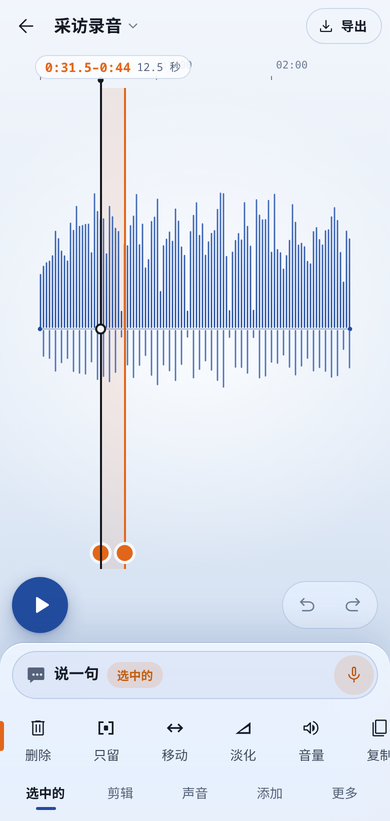 采访录音
导出
0:31.5–0:44 12.5 秒
02:00
说一句 选中的
删除 只留 移动 淡化 音量 复制
选中的 剪辑 声音 添加 更多